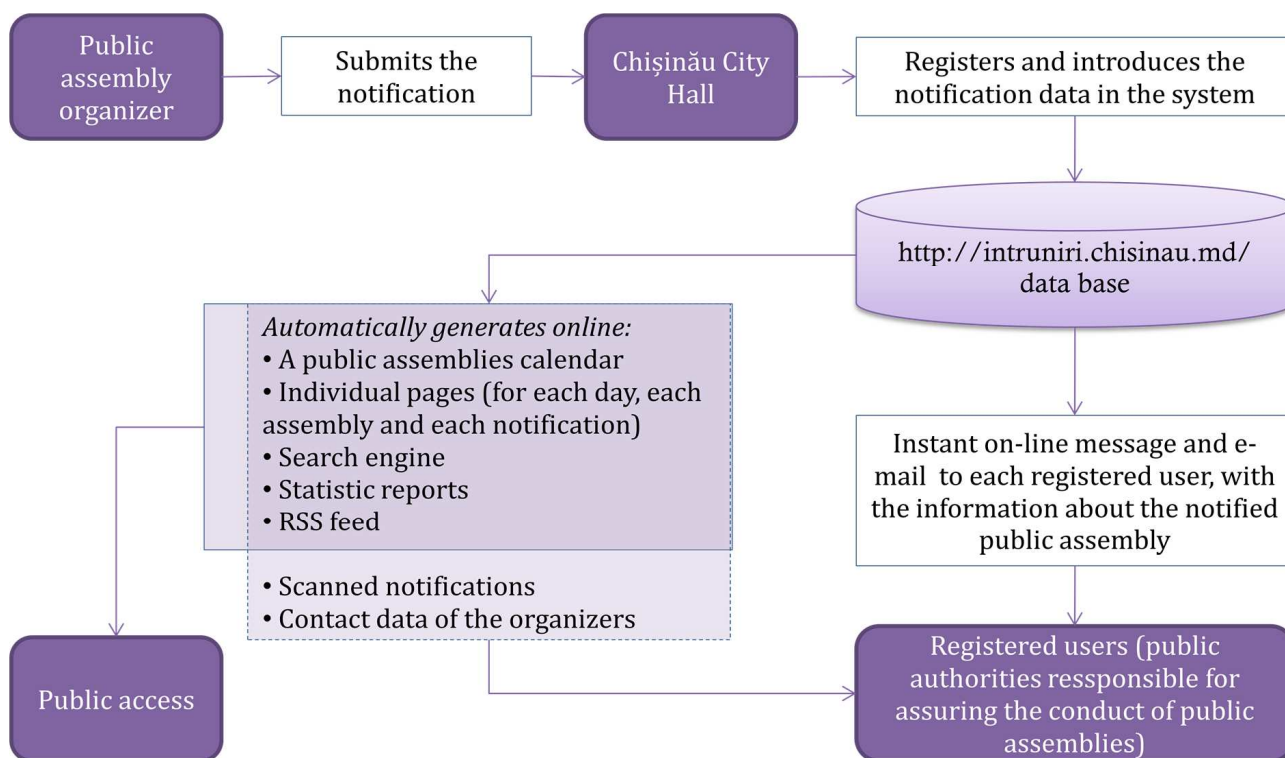 Public
assembly
organizer
Submits the
notification
Chișinău City
Hall
Registers and introduces the
notification data in the system
http://intruniri.chisinau.md/
data base
Automatically generates online:
• A public assemblies calendar
• Individual pages (for each day, each
assembly and each notification)
• Search engine
• Statistic reports
• RSS feed
• Scanned notifications
• Contact data of the organizers
Instant on-line message and e-
mail to each registered user, with
the information about the notified
public assembly
Public access
Registered users (public
authorities ressponsible for
assuring the conduct of public
assemblies)